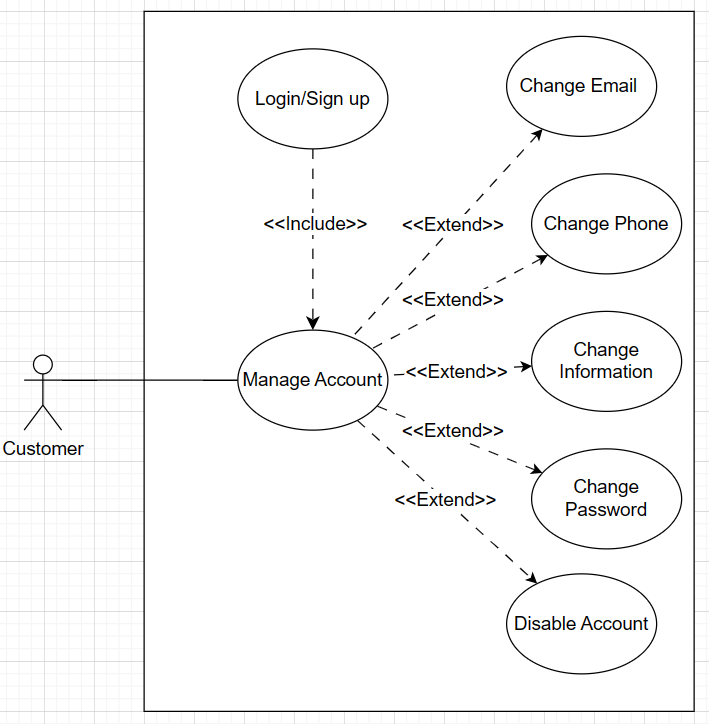 Login/Sign up
Change Email
<<Include>>
<<Extend>>
Change Phone
<<Extend>>
Manage Account
<<Extend>>
Change
Information
Customer
<<Extend>>
Change
Password
<<Extend>>
Disable Account